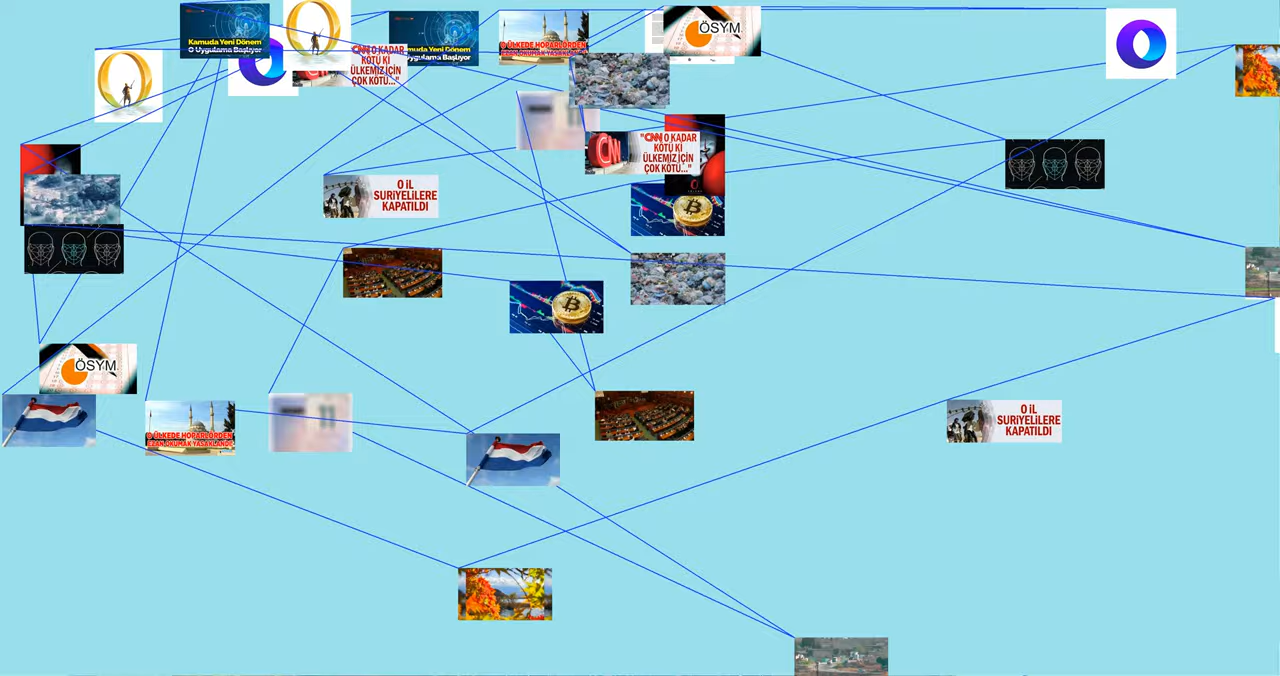 Kamuda Yeni Dönem
O Uygulama Başlıyor
CNN O KADAR
KÖTÜ Kİ
ÜLKEMİZ İÇİN
ÇOK KÖTÜ..."
Kamuda Yeni Dönem
Uygulama Başlıyor
O ÜLKEDE HOPARLÖRDEN
EZAN OKUMAK YASAKLANDI
ÖSYM
CNN
"CNN O KADAR
KÖTÜ Kİ
ÜLKEMİZ İÇİN
ÇOK KÖTÜ..."
O İL
SURİYELİLERE
KAPATILDI
ÖSYM
O ÜLKEDE HOPARLÖRDEN
EZAN OKUMAK YASAKLANDI
O İL
SURİYELİLERE
KAPATILDI